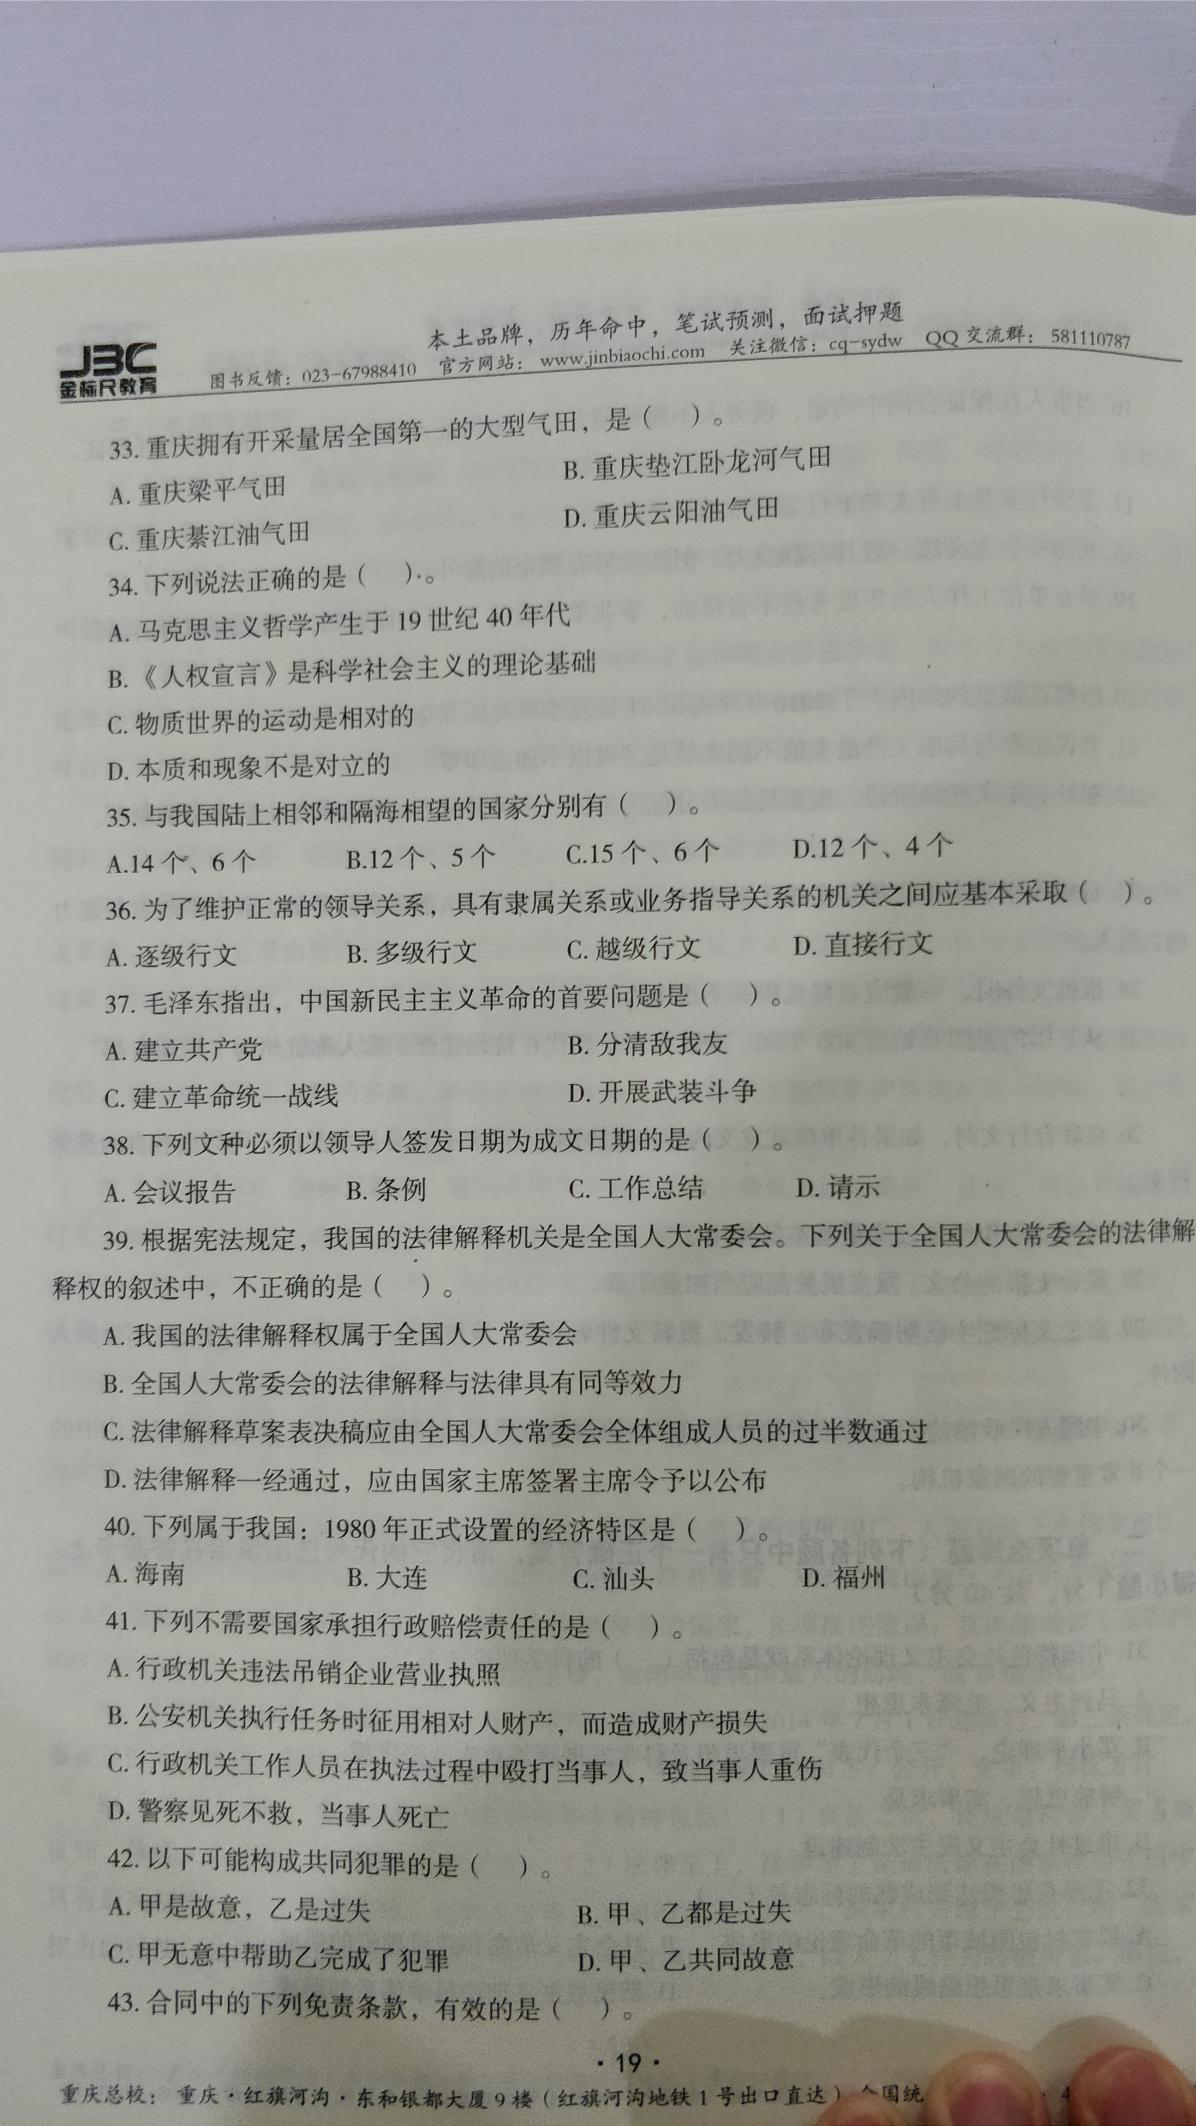 JBC
金标尺教育
本土品牌，历年命中，笔试预测，面试押题
图书反馈：023-67988410 官方网站：www.jinbiaochi.com 关注微信：cq-sydw QQ交流群：581110787
33. 重庆拥有开采量居全国第一的大型气田，是（ ）。
A. 重庆梁平气田 B. 重庆垫江卧龙河气田
C. 重庆綦江油气田 D. 重庆云阳油气田
34. 下列说法正确的是（ ）。
A. 马克思主义哲学产生于19世纪40年代
B.《人权宣言》是科学社会主义的理论基础
C. 物质世界的运动是相对的
D. 本质和现象不是对立的
35. 与我国陆上相邻和隔海相望的国家分别有（ ）。
A.14个、6个 B.12个、5个 C.15个、6个 D.12个、4个
36. 为了维护正常的领导关系，具有隶属关系或业务指导关系的机关之间应基本采取（ ）。
A. 逐级行文 B. 多级行文 C. 越级行文 D. 直接行文
37. 毛泽东指出，中国新民主主义革命的首要问题是（ ）。
A. 建立共产党 B. 分清敌我友
C. 建立革命统一战线 D. 开展武装斗争
38. 下列文种必须以领导人签发日期为成文日期的是（ ）。
A. 会议报告 B. 条例 C. 工作总结 D. 请示
39. 根据宪法规定，我国的法律解释机关是全国人大常委会。下列关于全国人大常委会的法律解
释权的叙述中，不正确的是（ ）。
A. 我国的法律解释权属于全国人大常委会
B. 全国人大常委会的法律解释与法律具有同等效力
C. 法律解释草案表决稿应由全国人大常委会全体组成人员的过半数通过
D. 法律解释一经通过，应由国家主席签署主席令予以公布
40. 下列属于我国：1980年正式设置的经济特区是（ ）。
A. 海南 B. 大连 C. 汕头 D. 福州
41. 下列不需要国家承担行政赔偿责任的是（ ）。
A. 行政机关违法吊销企业营业执照
B. 公安机关执行任务时征用相对人财产，而造成财产损失
C. 行政机关工作人员在执法过程中殴打当事人，致当事人重伤
D. 警察见死不救，当事人死亡
42. 以下可能构成共同犯罪的是（ ）。
A. 甲是故意，乙是过失 B. 甲、乙都是过失
C. 甲无意中帮助乙完成了犯罪 D. 甲、乙共同故意
43. 合同中的下列免责条款，有效的是（ ）。
·19·
重庆总校：重庆·红旗河沟·东和银都大厦9楼（红旗河沟地铁1号出口直达）全国统